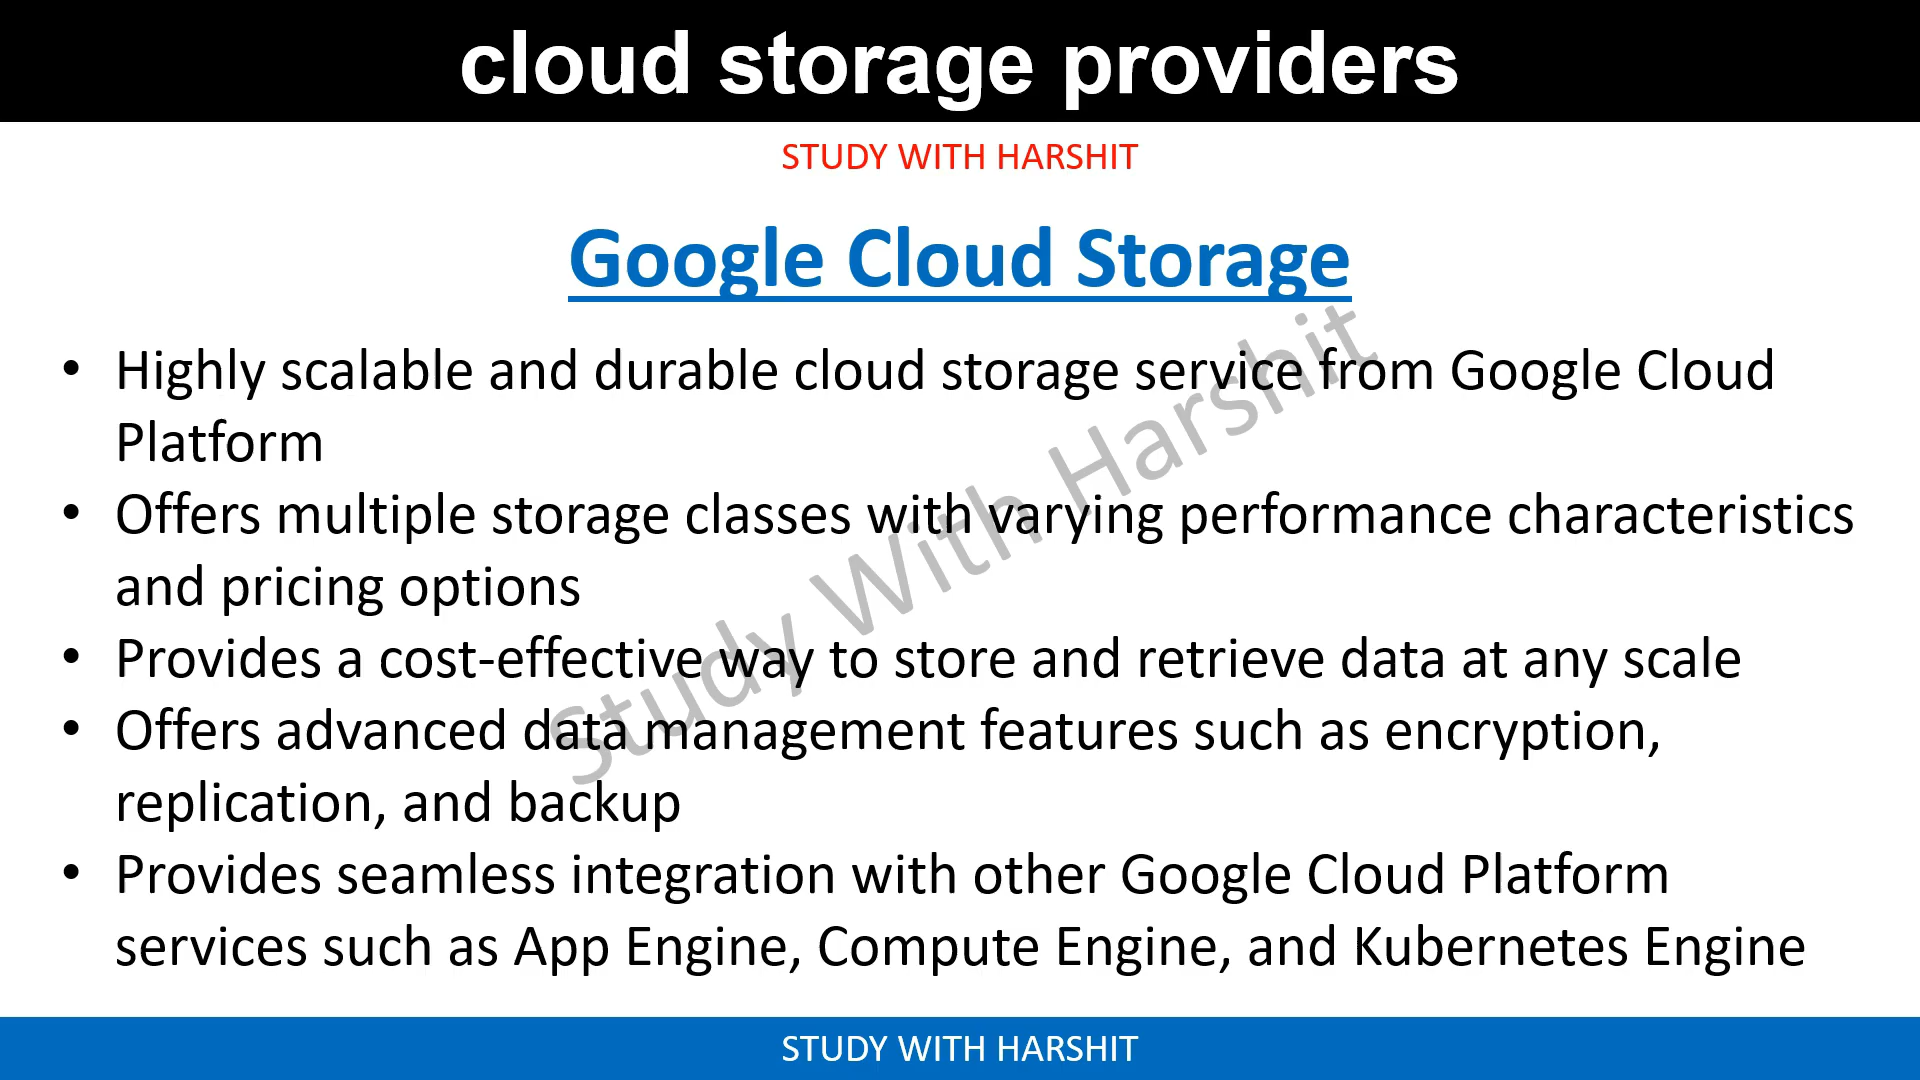 cloud storage providers
STUDY WITH HARSHIT
Google Cloud Storage
• Highly scalable and durable cloud storage service from Google Cloud
Platform
• Offers multiple storage classes with varying performance characteristics
and pricing options
• Provides a cost-effective way to store and retrieve data at any scale
• Offers advanced data management features such as encryption,
replication, and backup
• Provides seamless integration with other Google Cloud Platform
services such as App Engine, Compute Engine, and Kubernetes Engine
Study With Harshit
STUDY WITH HARSHIT